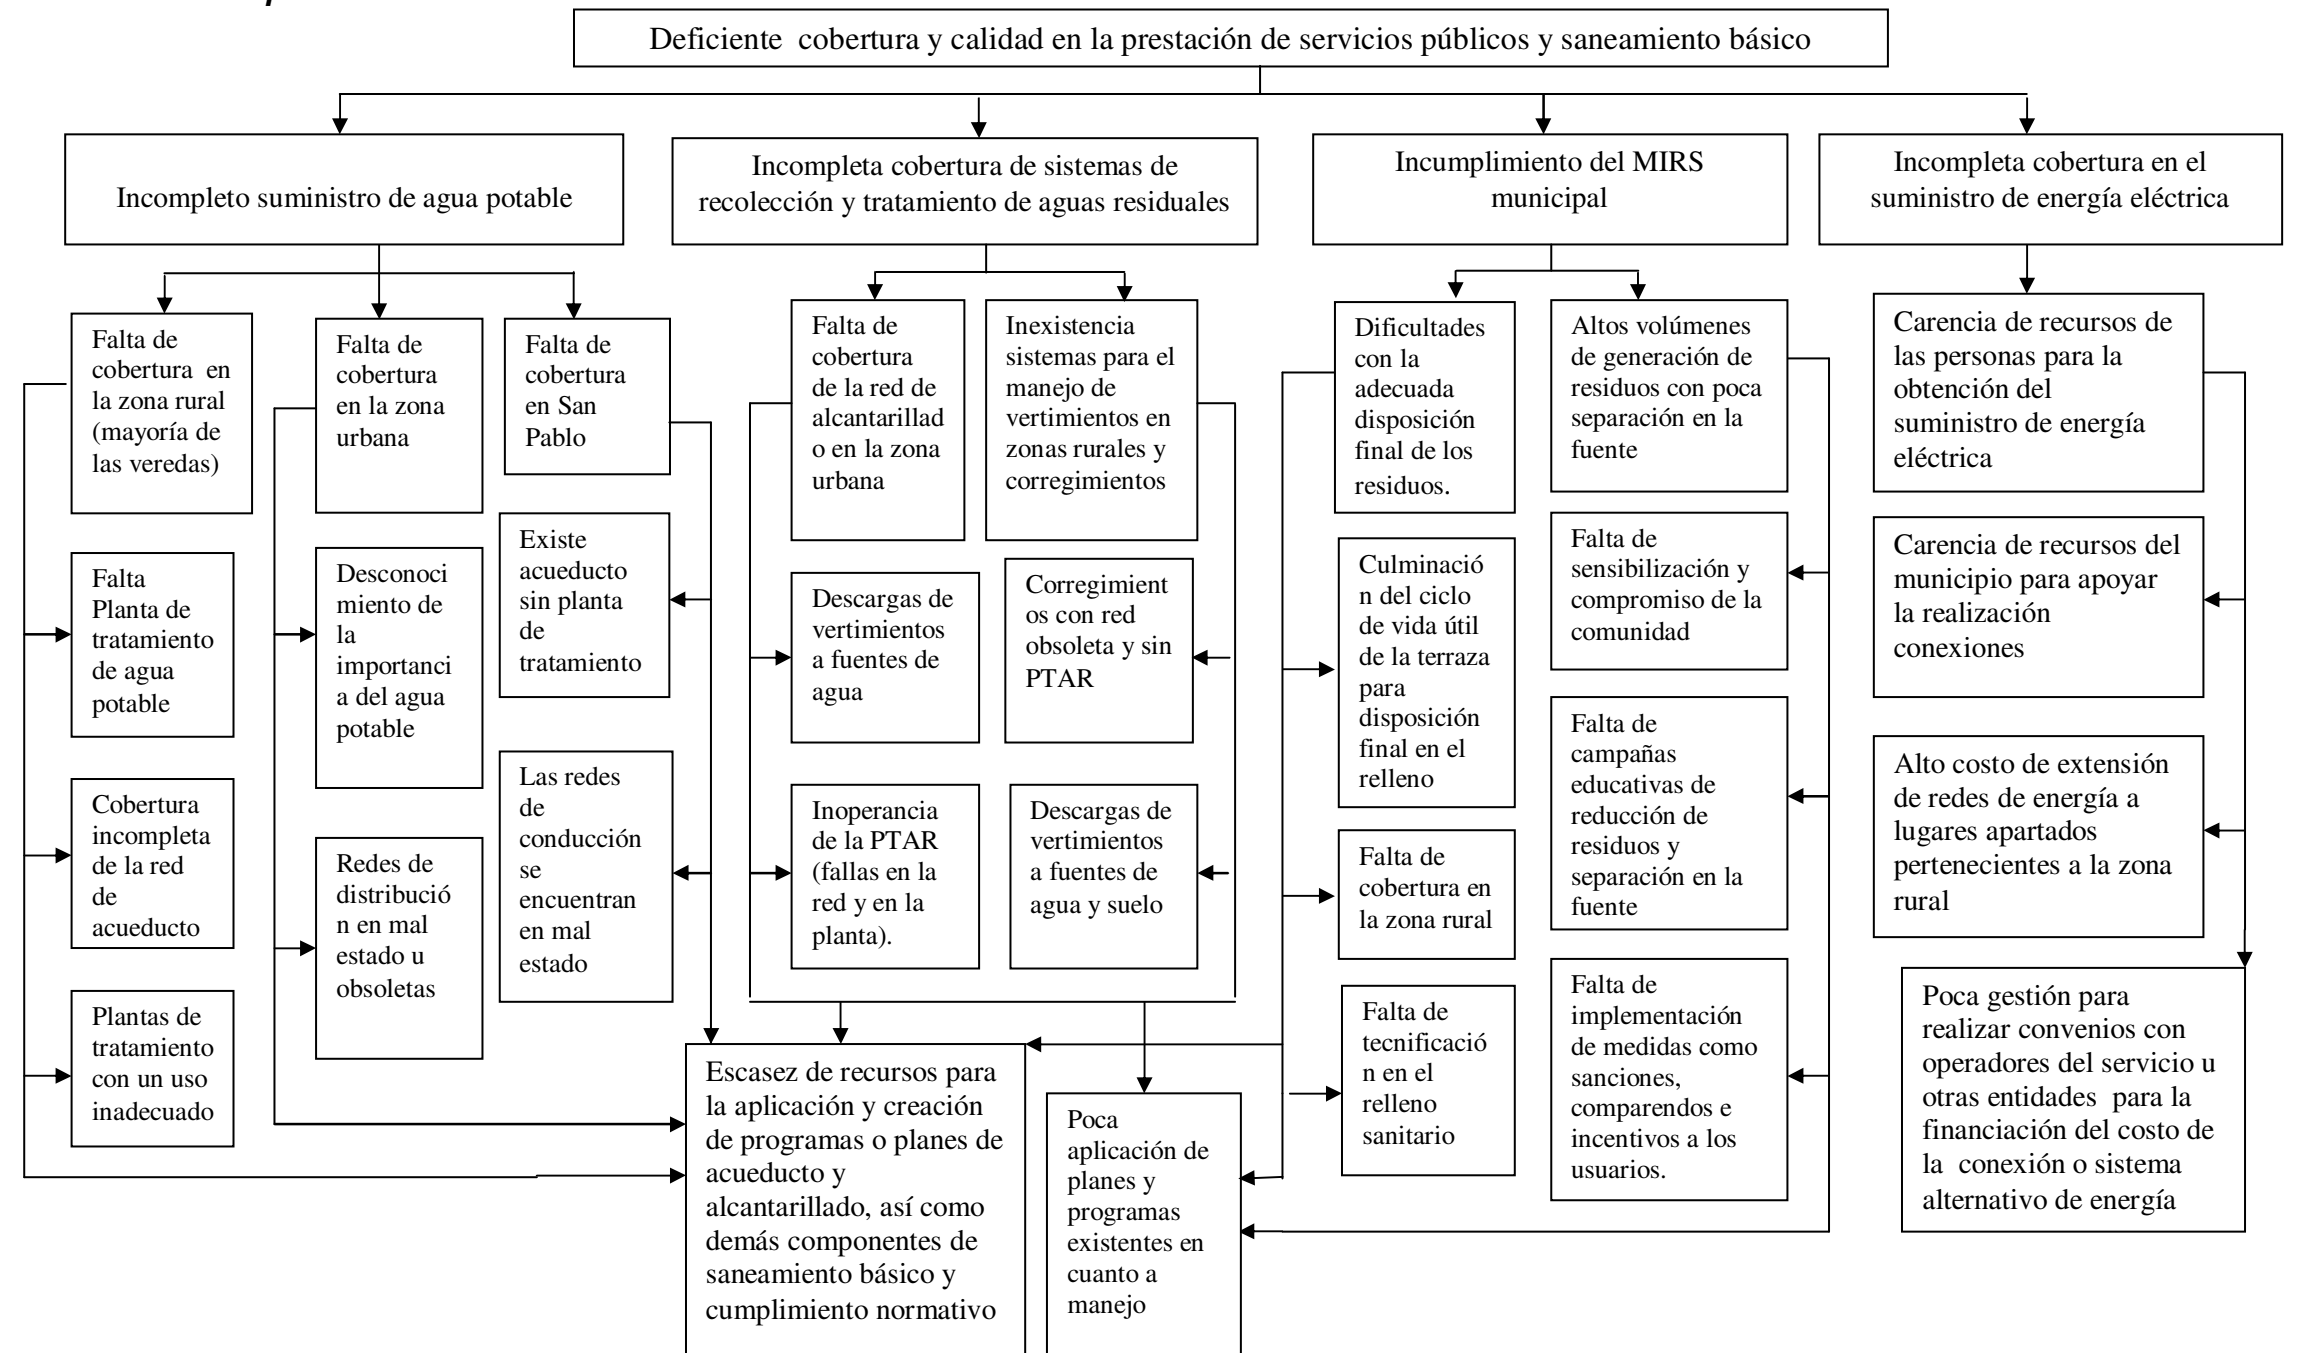 Deficiente cobertura y calidad en la prestación de servicios públicos y saneamiento básico
Incompleto suministro de agua potable
Incompleta cobertura de sistemas de
recolección y tratamiento de aguas residuales
Incumplimiento del MIRS
municipal
Incompleta cobertura en el
suministro de energía eléctrica
Falta de
cobertura en
la zona rural
(mayoría de
las veredas)
Falta de
cobertura
en la zona
urbana
Falta de
cobertura
en San
Pablo
Falta de
cobertura
de la red de
alcantarillad
o en la zona
urbana
Inexistencia
sistemas para el
manejo de
vertimientos en
zonas rurales y
corregimientos
Dificultades
con la
adecuada
disposición
final de los
residuos.
Altos volúmenes
de generación de
residuos con poca
separación en la
fuente
Carencia de recursos de
las personas para la
obtención del
suministro de energía
eléctrica
Falta
Planta de
tratamiento
de agua
potable
Desconoci
miento de
la
importanci
a del agua
potable
Existe
acueducto
sin planta
de
tratamiento
Descargas de
vertimientos
a fuentes de
agua
Corregimient
os con red
obsoleta y sin
PTAR
Culminació
n del ciclo
de vida útil
de la terraza
para
disposición
final en el
relleno
Falta de
sensibilización y
compromiso de la
comunidad
Carencia de recursos del
municipio para apoyar
la realización
conexiones
Cobertura
incompleta
de la red
de
acueducto
Redes de
distribució
n en mal
estado u
obsoletas
Las redes
de
conducción
se
encuentran
en mal
estado
Inoperancia
de la PTAR
(fallas en la
red y en la
planta).
Descargas de
vertimientos
a fuentes de
agua y suelo
Falta de
cobertura en
la zona rural
Falta de
campañas
educativas de
reducción de
residuos y
separación en la
fuente
Alto costo de extensión
de redes de energía a
lugares apartados
pertenecientes a la zona
rural
Plantas de
tratamiento
con un uso
inadecuado
Escasez de recursos para
la aplicación y creación
de programas o planes de
acueducto y
alcantarillado, así como
demás componentes de
saneamiento básico y
cumplimiento normativo
Poca
aplicación de
planes y
programas
existentes en
cuanto a
manejo
Falta de
tecnificació
n en el
relleno
sanitario
Falta de
implementación
de medidas como
sanciones,
comparendos e
incentivos a los
usuarios.
Poca gestión para
realizar convenios con
operadores del servicio u
otras entidades para la
financiación del costo de
la conexión o sistema
alternativo de energía